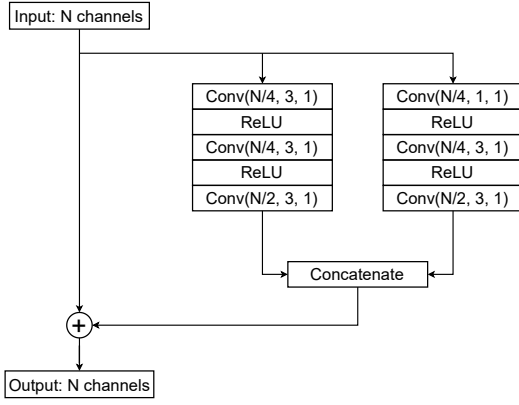 Input: N channels
Conv(N/4, 3, 1)
ReLU
Conv(N/4, 3, 1)
ReLU
Conv(N/2, 3, 1)
Conv(N/4, 1, 1)
ReLU
Conv(N/4, 3, 1)
ReLU
Conv(N/2, 3, 1)
Concatenate
+
Output: N channels